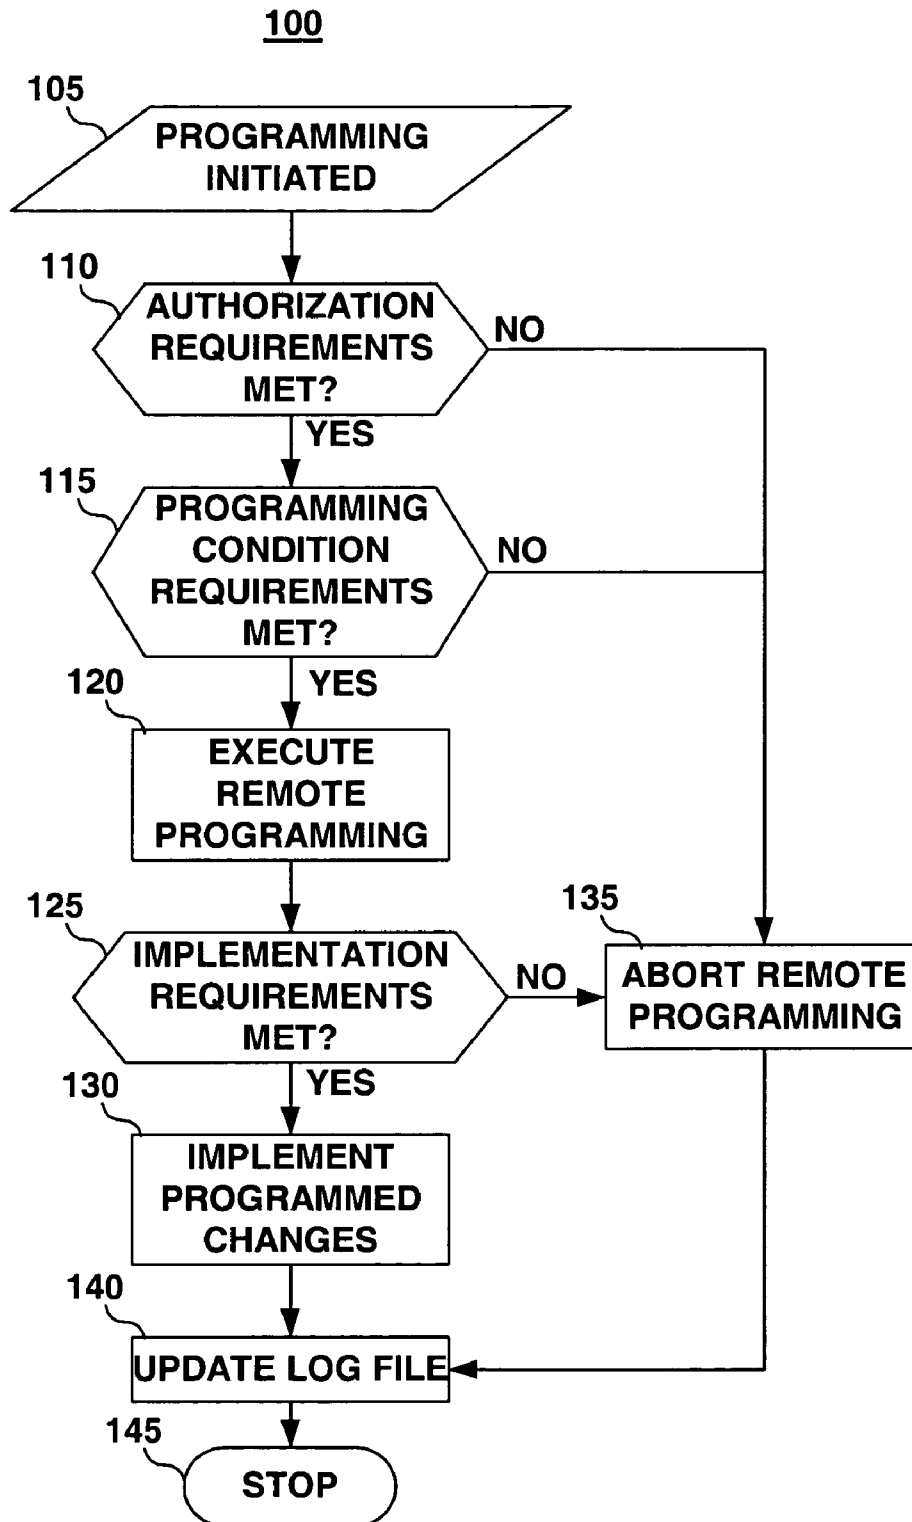 100
105
PROGRAMMING
INITIATED
110
AUTHORIZATION
REQUIREMENTS
MET?
NO
YES
115
PROGRAMMING
CONDITION
REQUIREMENTS
MET?
NO
YES
120
EXECUTE
REMOTE
PROGRAMMING
125
IMPLEMENTATION
REQUIREMENTS
MET?
NO
135
ABORT REMOTE
PROGRAMMING
YES
130
IMPLEMENT
PROGRAMMED
CHANGES
140
UPDATE LOG FILE
145
STOP